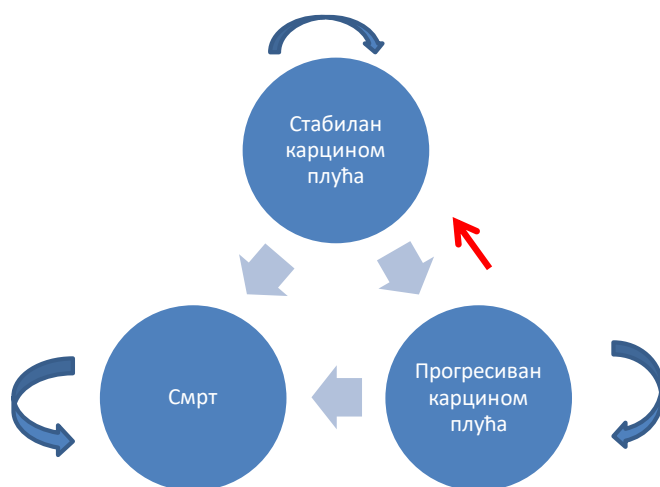 Стабилан
карцином
плућа
Смрт
Прогресиван
карцином
плућа